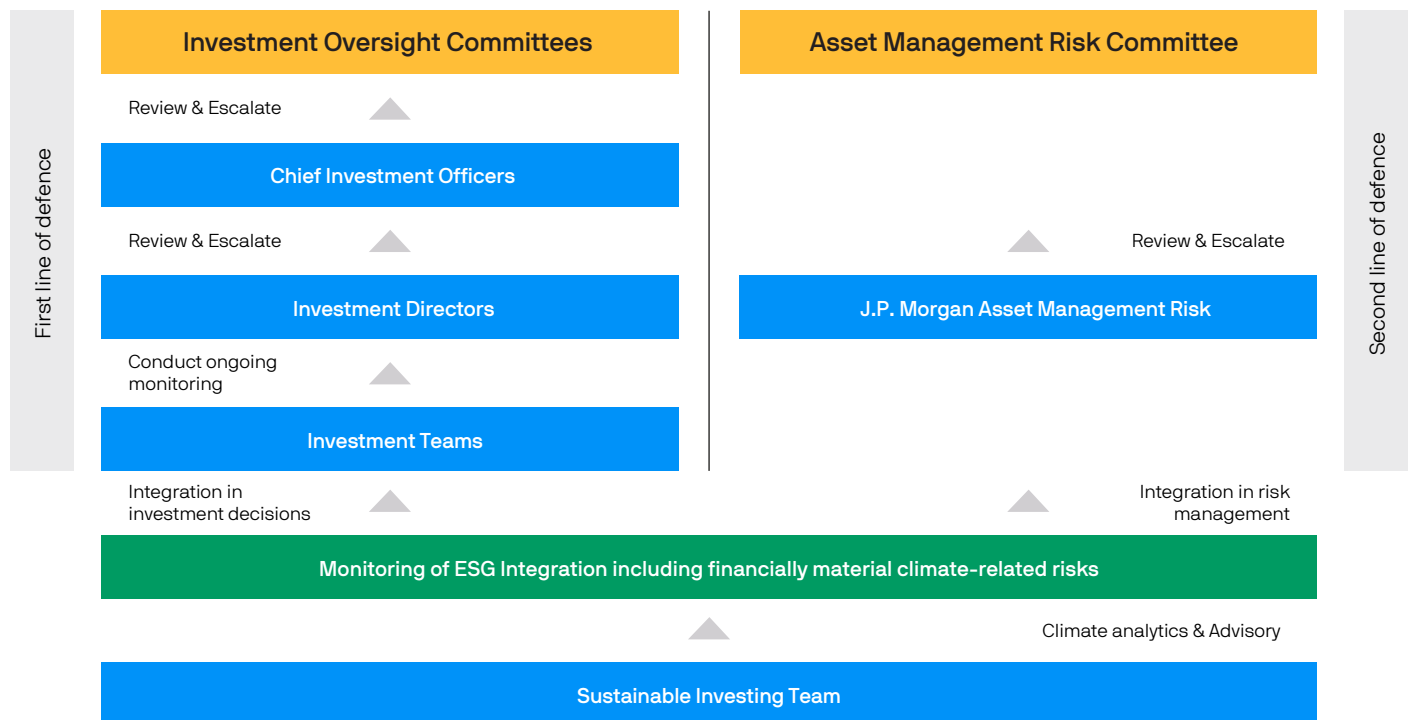 Investment Oversight Committees
Asset Management Risk Committee
Review & Escalate
First line of defence
Second line of defence
Chief Investment Officers
Review & Escalate
Review & Escalate
Investment Directors
J.P. Morgan Asset Management Risk
Conduct ongoing
monitoring
Investment Teams
Integration in
investment decisions
Integration in risk
management
Monitoring of ESG Integration including financially material climate-related risks
Climate analytics & Advisory
Sustainable Investing Team